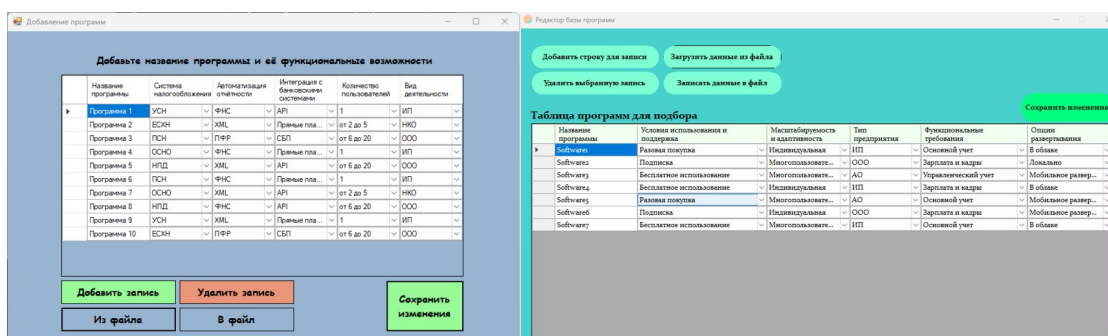 Добавление программ
Добавьте название программы и её функциональные возможности
Название программы Система налогообложения Автоматизация отчётности Интеграция с банковскими системами Количество пользователей Вид деятельности
Программа 1 УСН ФНС API 1 ИП
Программа 2 ЕСХН XML Прямые пла... от 2 до 5 НКО
Программа 3 ПСН ПФР СБП от 6 до 20 ООО
Программа 4 ОСНО ФНС Прямые пла... 1 ИП
Программа 5 НПД XML API от 6 до 20 ООО
Программа 6 ПСН ФНС Прямые пла... 1 ИП
Программа 7 ОСНО XML API от 2 до 5 НКО
Программа 8 НПД ФНС API от 6 до 20 ООО
Программа 9 УСН XML Прямые пла... 1 ИП
Программа 10 ЕСХН ПФР СБП от 6 до 20 ООО
Добавить запись Удалить запись
Сохранить изменения
Из файла В файл
Редактор базы программ
Добавить строку для записи Загрузить данные из файла
Удалить выбранную запись Записать данные в файл
Сохранить изменения
Таблица программ для подбора
Название программы Условия использования и поддержка Масштабируемость и адаптивность Тип предприятия Функциональные требования Опции развертывания
Software1 Разовая покупка Индивидуальная ИП Основной учет В облаке
Software2 Подписка Многопользовате... ООО Зарплата и кадры Локально
Software3 Бесплатное использование Многопользовате... АО Управленческий учет Мобильное развер...
Software4 Бесплатное использование Индивидуальная ИП Зарплата и кадры В облаке
Software5 Разовая покупка Многопользовате... АО Основной учет Мобильное развер...
Software6 Подписка Индивидуальная ООО Зарплата и кадры Мобильное развер...
Software7 Бесплатное использование Многопользовате... ИП Основной учет В облаке